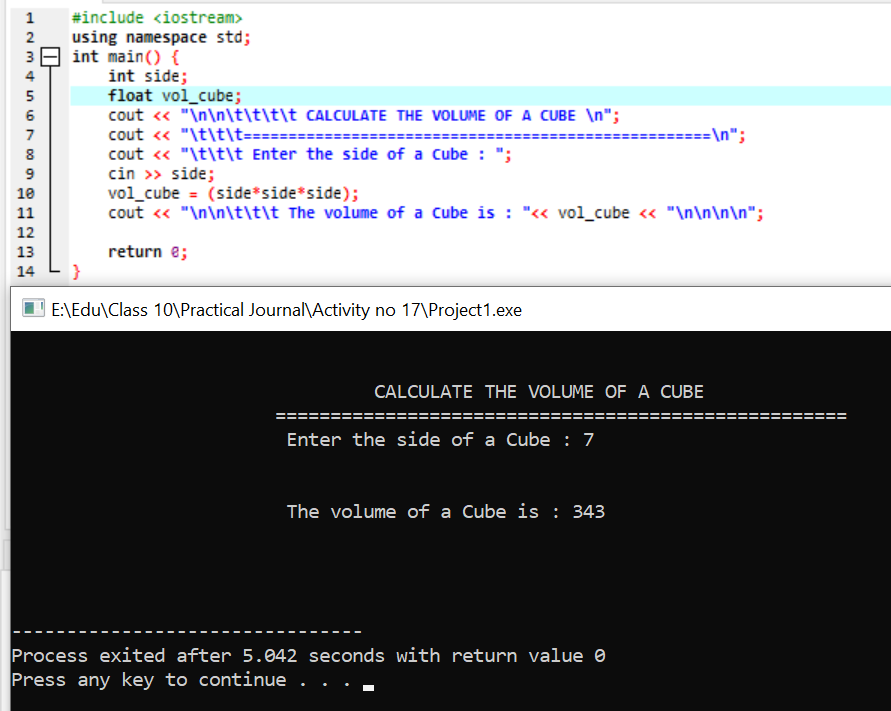 1 #include <iostream>
2 using namespace std;
3 int main() {
4 int side;
5 float vol_cube;
6 cout << "\n\n\t\t\t\t CALCULATE THE VOLUME OF A CUBE \n";
7 cout << "\t\t\t====================================================\n";
8 cout << "\t\t\t Enter the side of a Cube : ";
9 cin >> side;
10 vol_cube = (side*side*side);
11 cout << "\n\n\t\t\t The volume of a Cube is : "<< vol_cube << "\n\n\n\n";
12
13 return 0;
14 }
E:\Edu\Class 10\Practical Journal\Activity no 17\Project1.exe
CALCULATE THE VOLUME OF A CUBE
====================================================
Enter the side of a Cube : 7
The volume of a Cube is : 343
--------------------------------
Process exited after 5.042 seconds with return value 0
Press any key to continue . . .